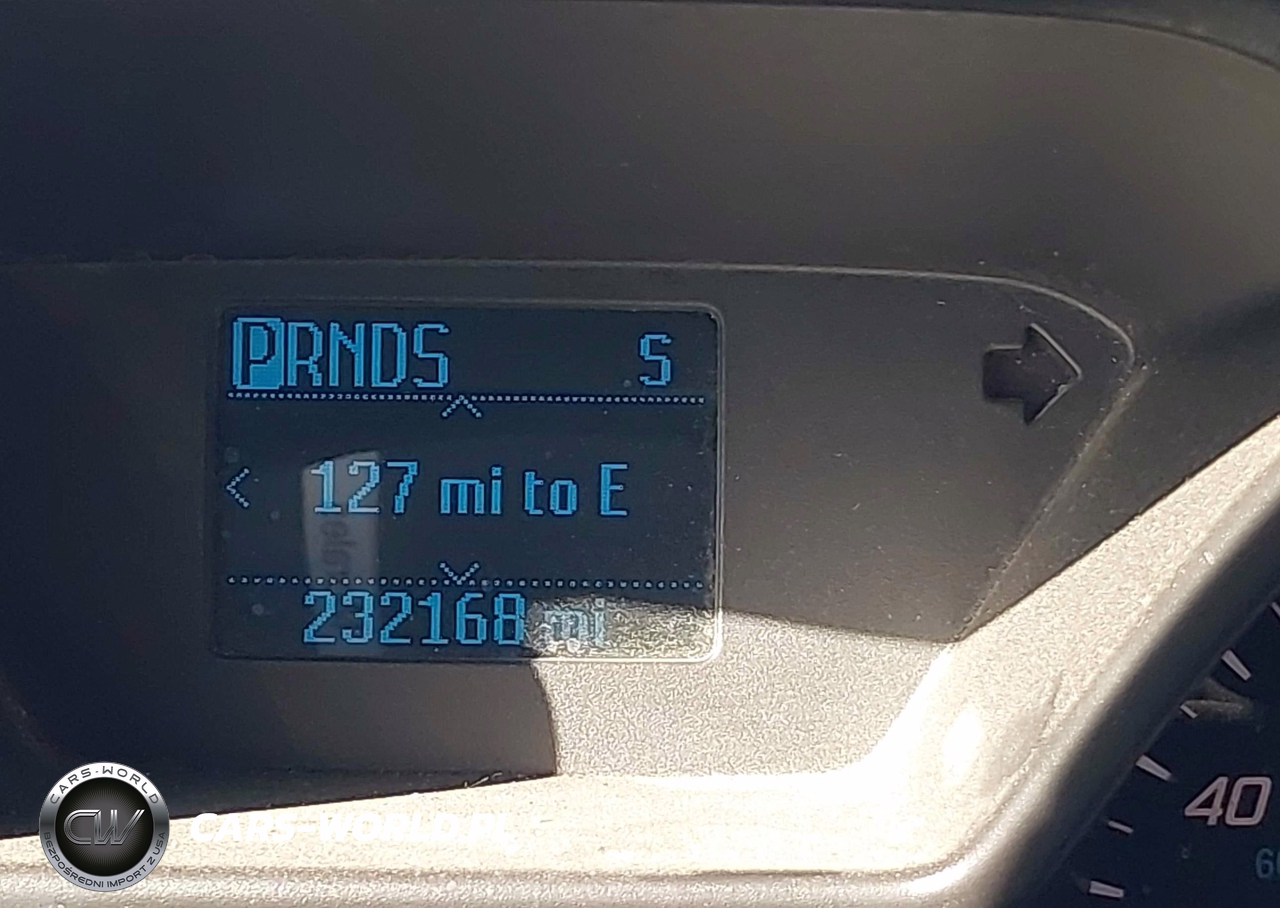 PRNDS S
< 127 mi to E
232168 mi
40
CARS-WORLD
CW
BEZPOŚREDNI IMPORT Z USA
CARS-WORLD.PL